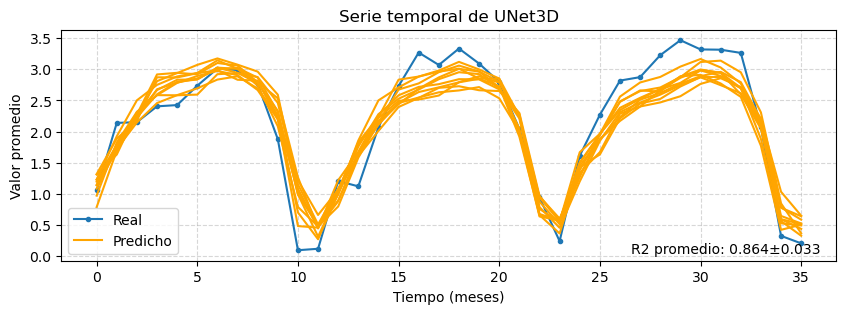 Serie temporal de UNet3D
Valor promedio
3.5
3.0
2.5
2.0
1.5
1.0
0.5
0.0
Real
Predicho
R2 promedio: 0.864±0.033
0 5 10 15 20 25 30 35
Tiempo (meses)